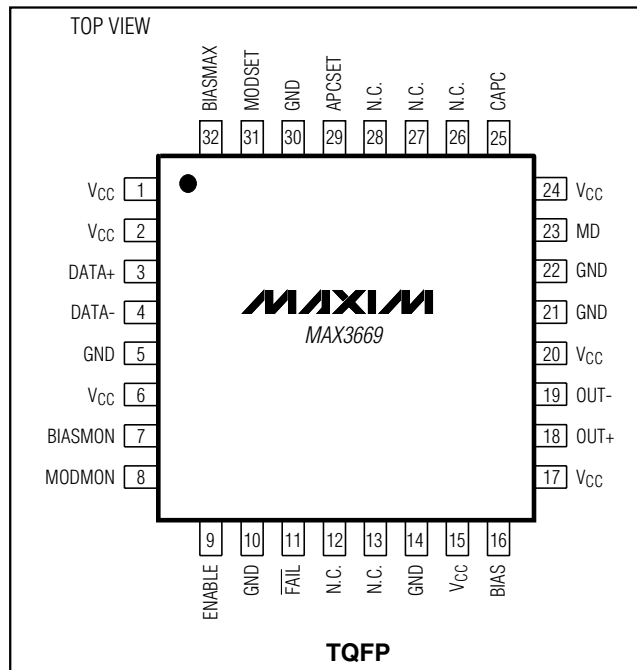 TOP VIEW
BIASMAX
MODSET
GND
APCSET
N.C.
N.C.
N.C.
CAPC
32 31 30 29 28 27 26 25
VCC 1
VCC 2
DATA+ 3
DATA- 4
GND 5
VCC 6
BIASMON 7
MODMON 8
24 VCC
23 MD
22 GND
21 GND
20 VCC
19 OUT-
18 OUT+
17 VCC
MAXIM
MAX3669
9 10 11 12 13 14 15 16
ENABLE
GND
FAIL
N.C.
N.C.
GND
VCC
BIAS
TQFP